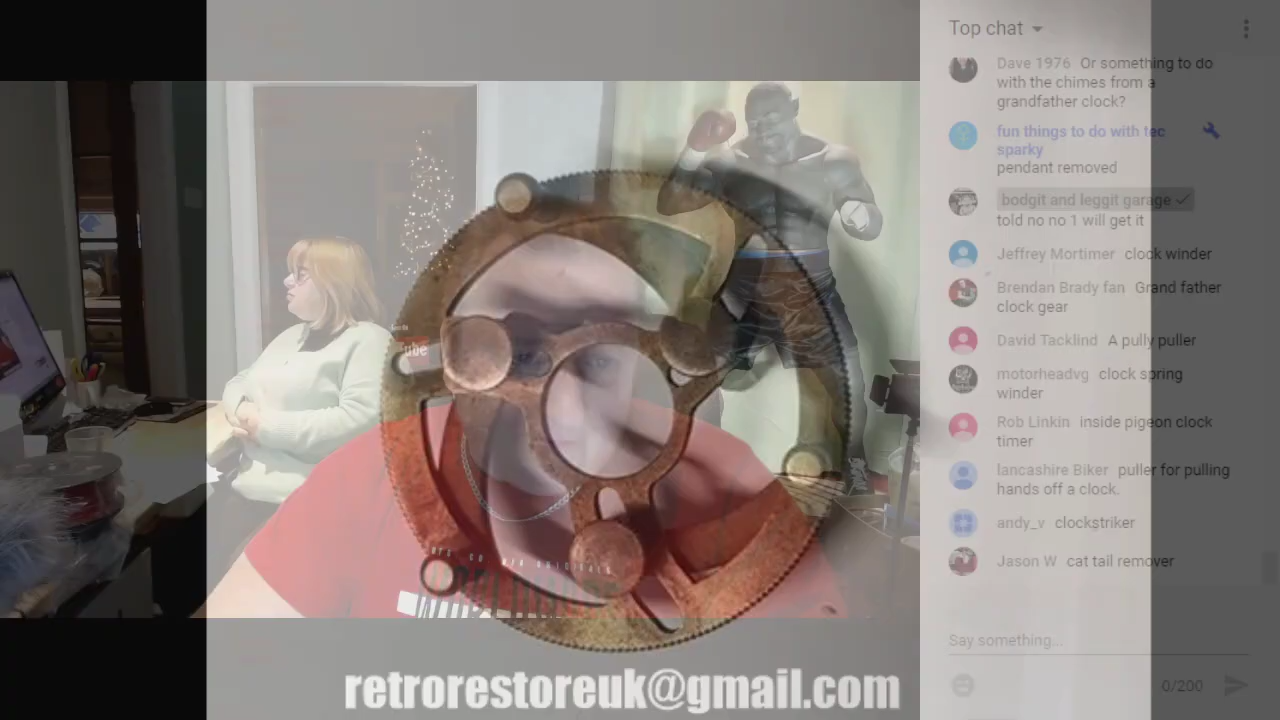 Top chat
Dave 1976 Or something to do
with the chimes from a
grandfather clock?
fun things to do with tec
sparky
pendant removed
bodgit and leggit garage
told no no 1 will get it
Jeffrey Mortimer clock winder
Brendan Brady fan Grand father
clock gear
David Tacklind A pully puller
motorheadvg clock spring
winder
Rob Linkin inside pigeon clock
timer
lancashire Biker puller for pulling
hands off a clock.
andy_v clockstriker
Jason W cat tail remover
Say something...
0/200
retrorestoreuk@gmail.com